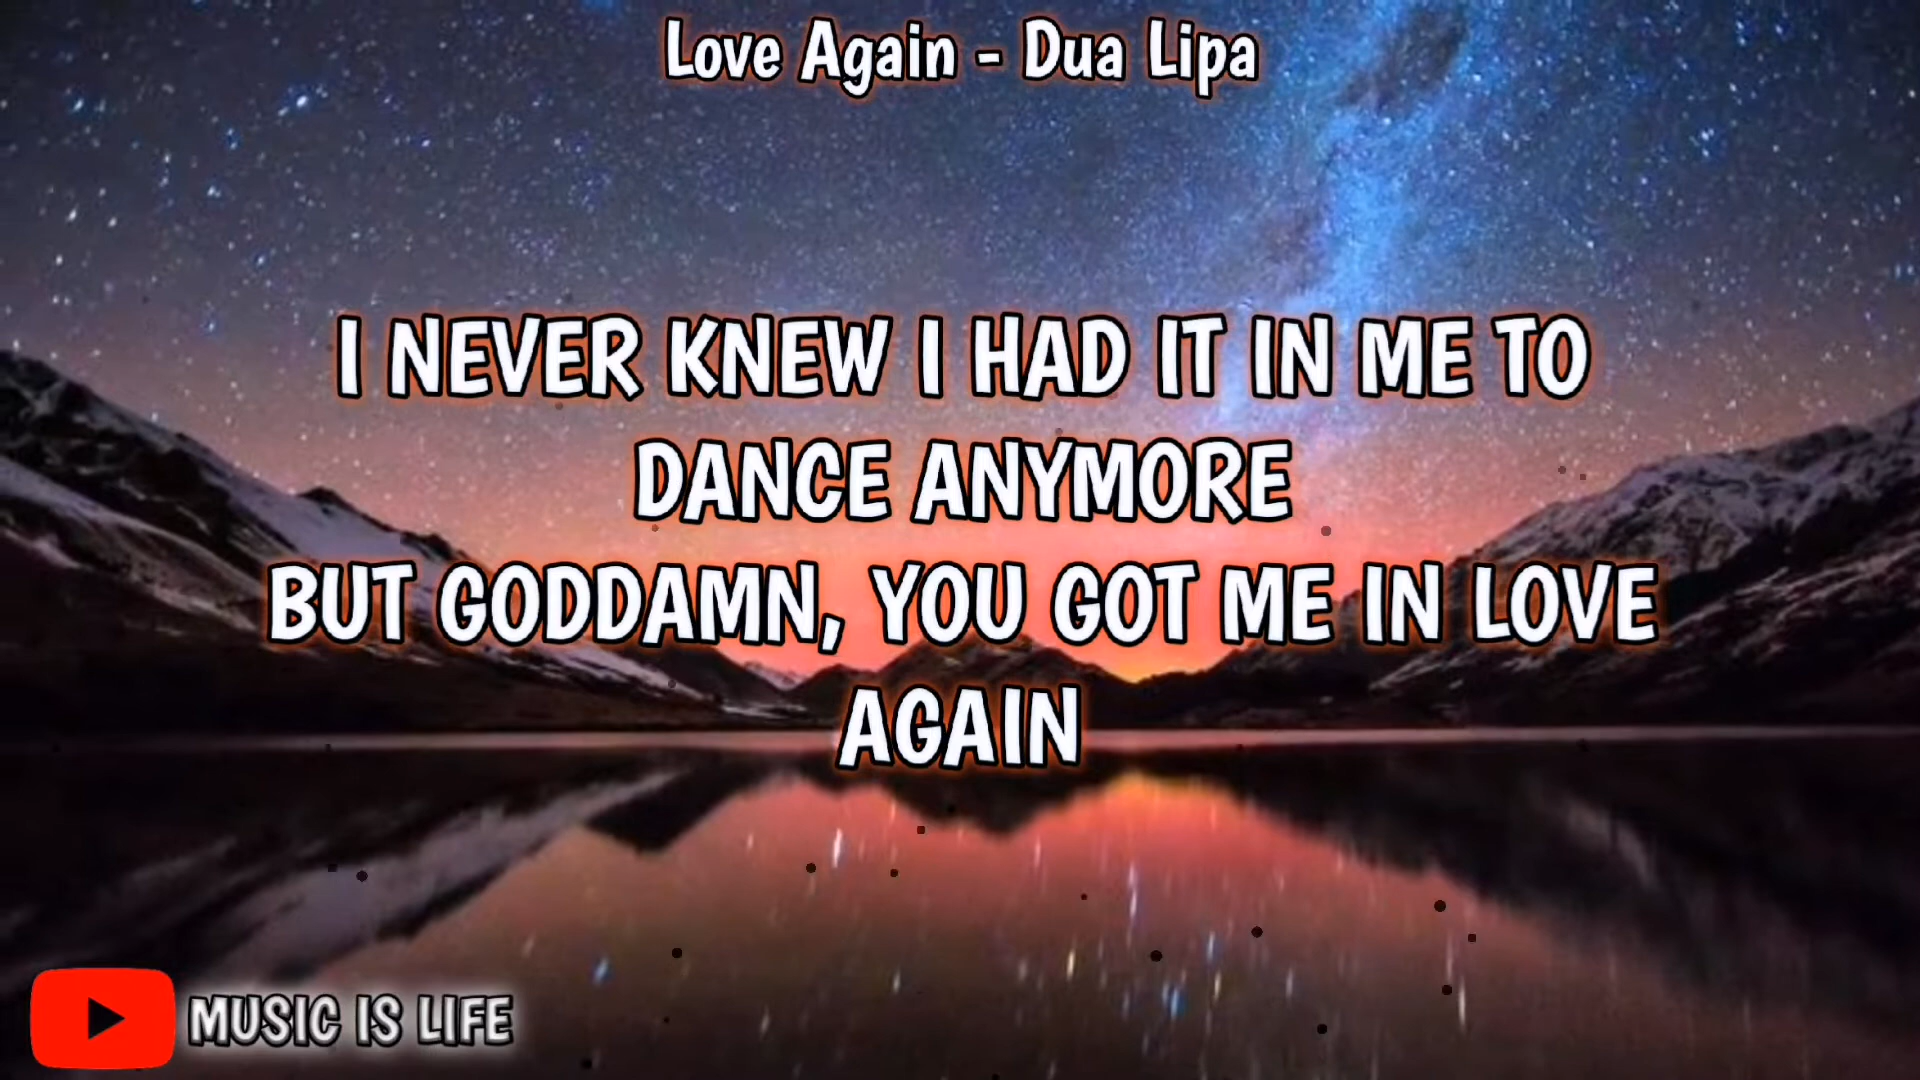 Love Again - Dua Lipa
I NEVER KNEW I HAD IT IN ME TO
DANCE ANYMORE
BUT GODDAMN, YOU GOT ME IN LOVE
AGAIN
MUSIC IS LIFE